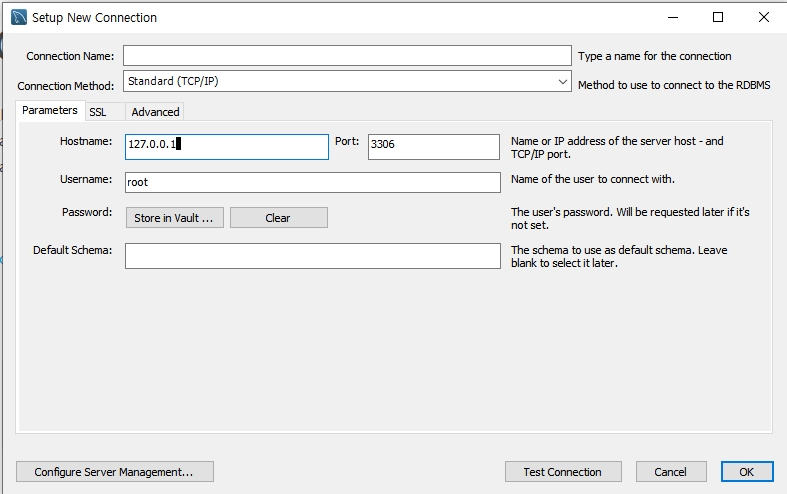 Setup New Connection
Connection Name: Type a name for the connection
Connection Method: Standard (TCP/IP) Method to use to connect to the RDBMS
Parameters SSL Advanced
Hostname: 127.0.0.1 Port: 3306 Name or IP address of the server host - and
TCP/IP port.
Username: root Name of the user to connect with.
Password: Store in Vault ... Clear The user's password. Will be requested later if it's
not set.
Default Schema: The schema to use as default schema. Leave
blank to select it later.
Configure Server Management... Test Connection Cancel OK